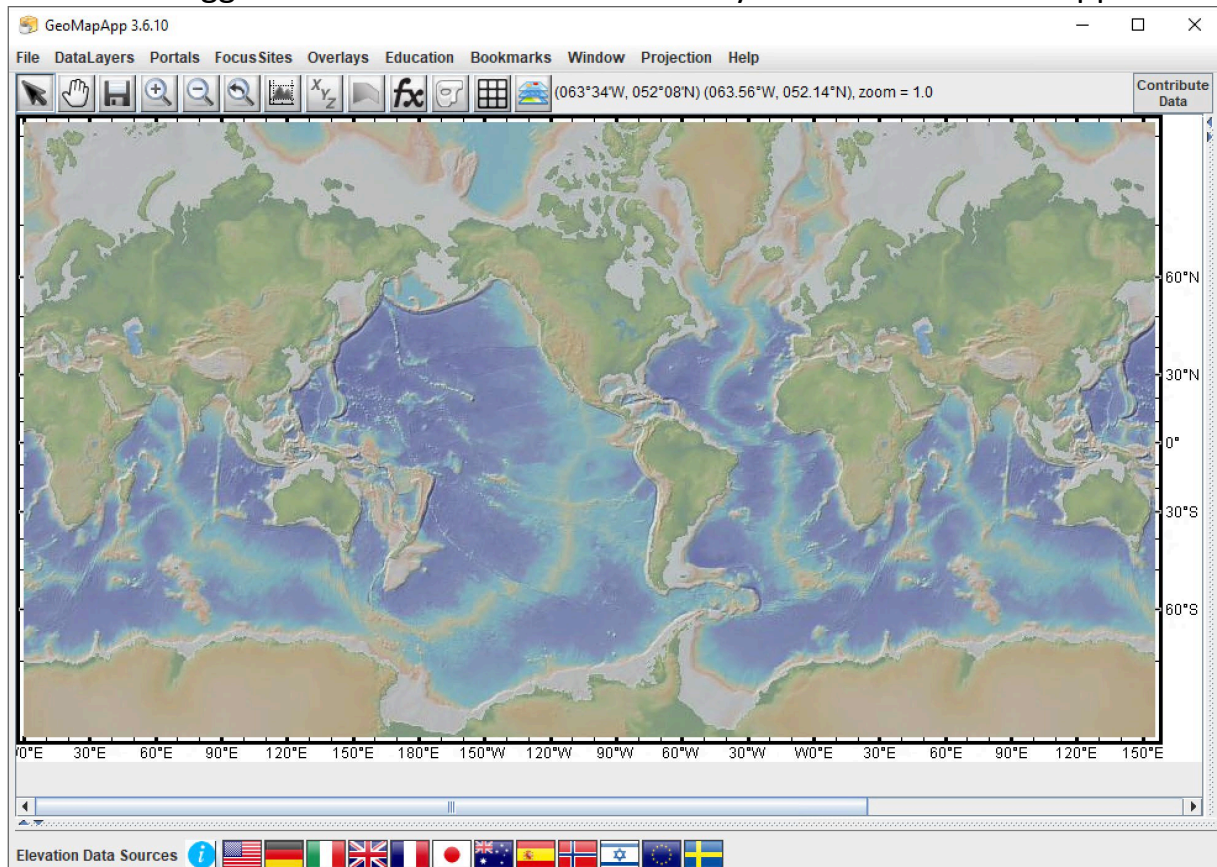 GeoMapApp 3.6.10
File DataLayers Portals FocusSites Overlays Education Bookmarks Window Projection Help
XYZ fx (063°34'W, 052°08'N) (063.56°W, 052.14°N), zoom = 1.0 Contribute
Data
60°N
30°N
0°
30°S
60°S
0°E 30°E 60°E 90°E 120°E 150°E 180°E 150°W 120°W 90°W 60°W 30°W W0°E 30°E 60°E 90°E 120°E 150°E
Elevation Data Sources i